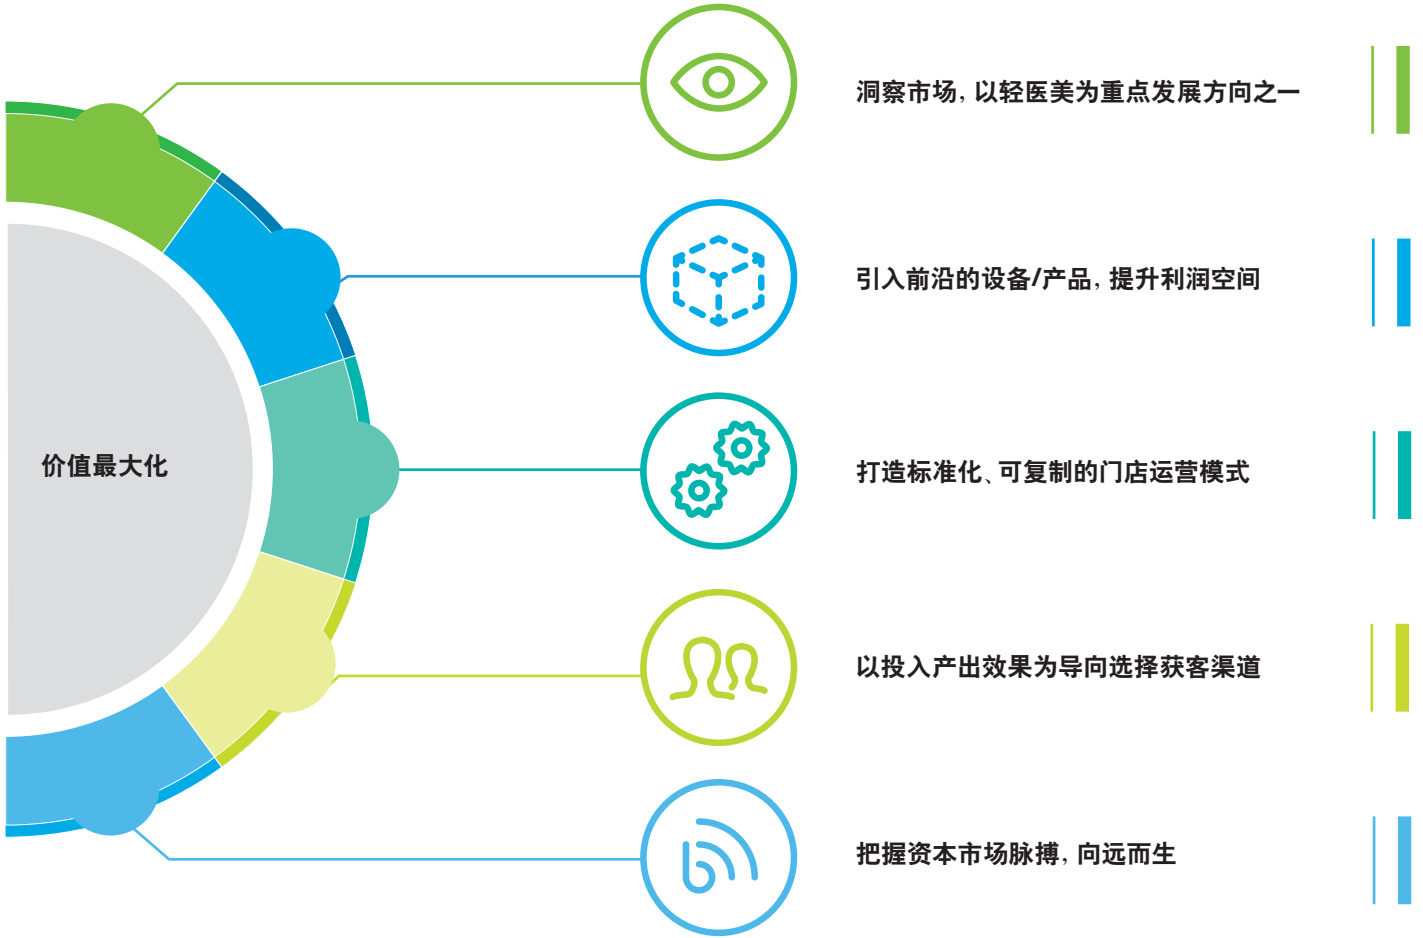 洞察市场, 以轻医美为重点发展方向之一
引入前沿的设备/产品, 提升利润空间
价值最大化
打造标准化、可复制的门店运营模式
以投入产出效果为导向选择获客渠道
把握资本市场脉搏, 向远而生